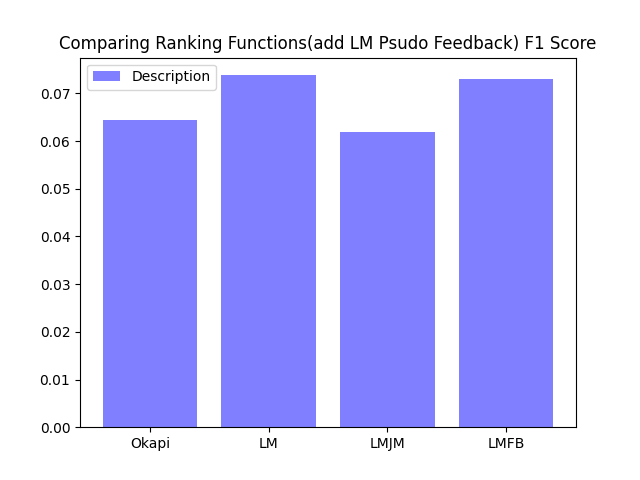 Comparing Ranking Functions(add LM Psudo Feedback) F1 Score
Description
0.07
0.06
0.05
0.04
0.03
0.02
0.01
0.00
Okapi LM LMJM LMFB